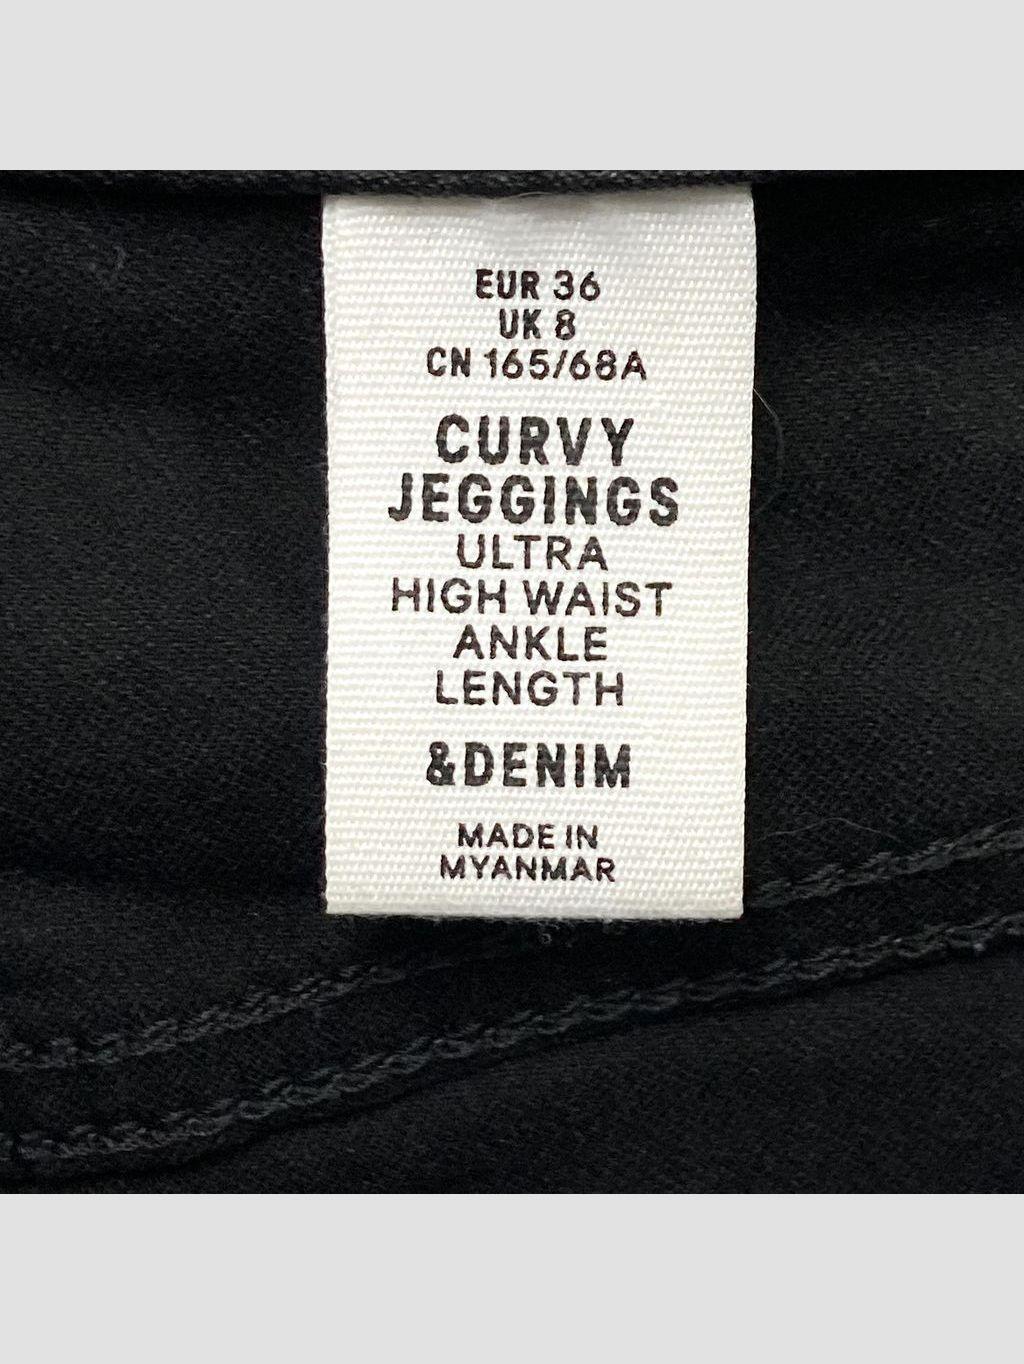 EUR 36
UK 8
CN 165/68A
CURVY
JEGGINGS
ULTRA
HIGH WAIST
ANKLE
LENGTH
&DENIM
MADE IN
MYANMAR